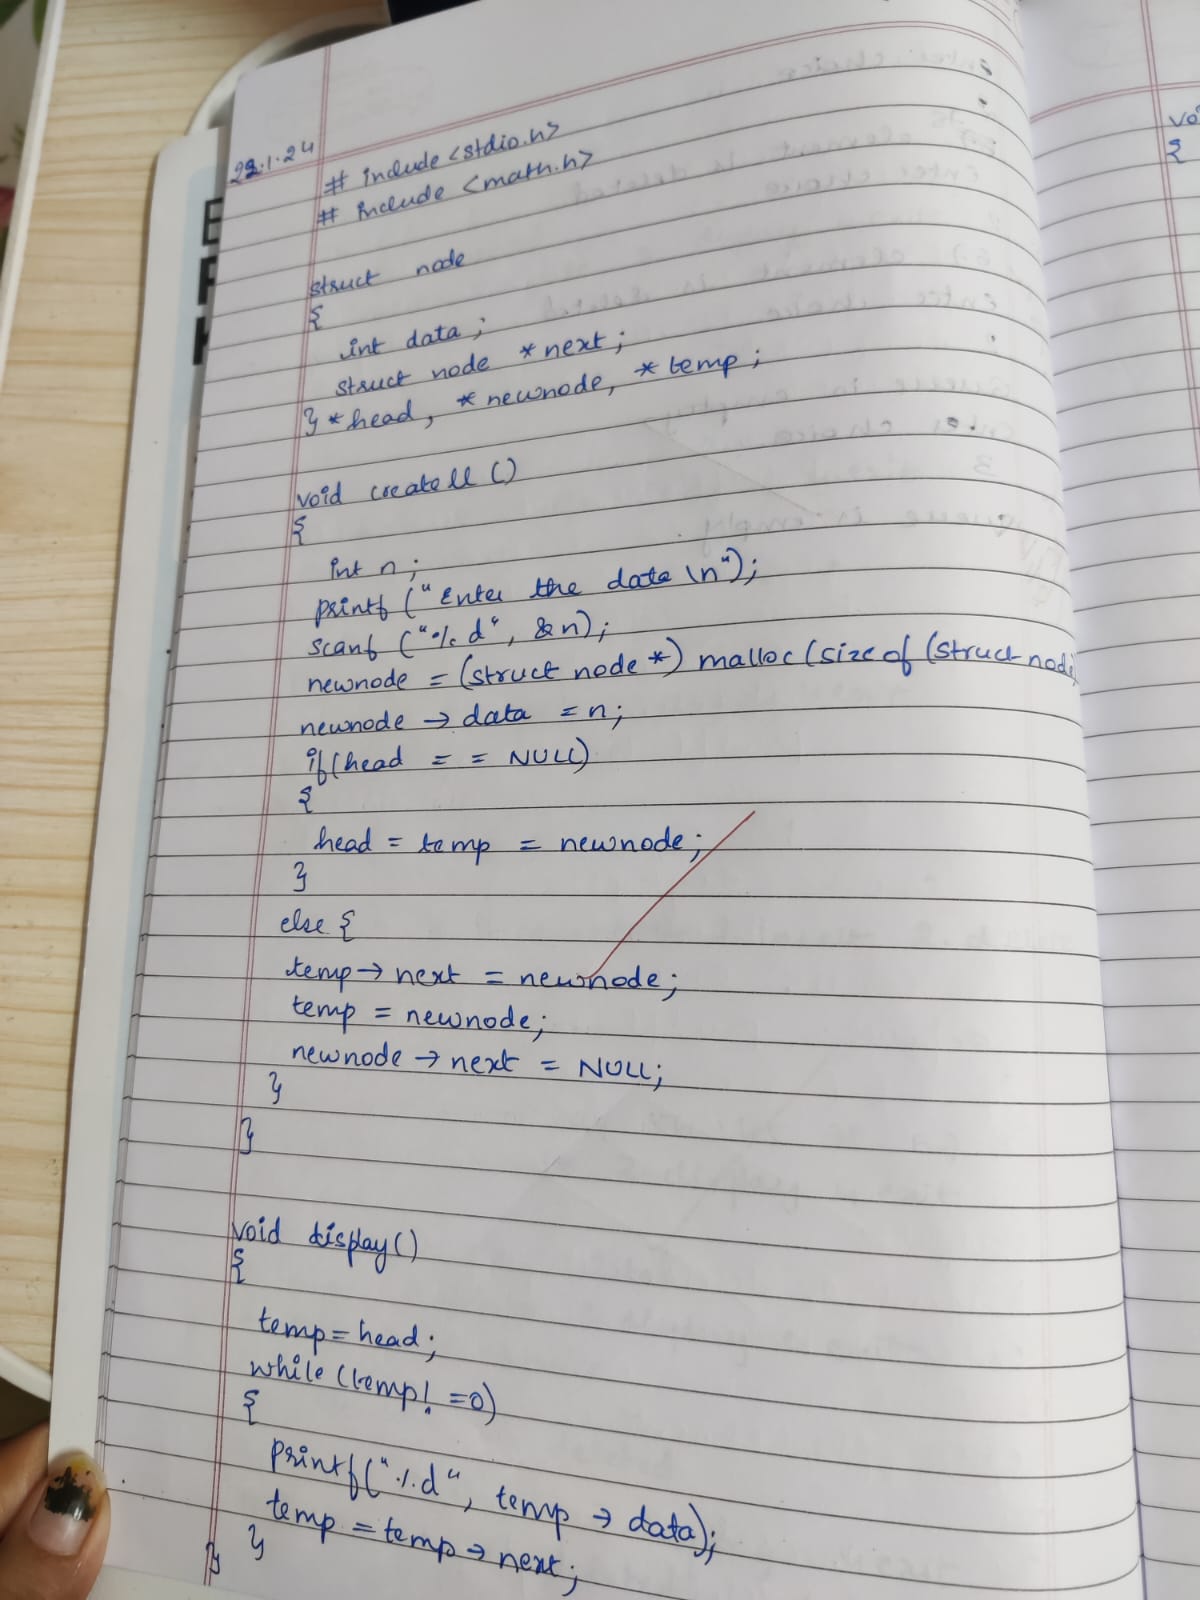 22.1.24
# include <stdio.h>
# include <math.h>
struct node
{
int data;
struct node *next;
} *head, *newnode, *temp;
void createll ()
{
int n;
printf ("Enter the data \n");
scanf ("%d", &n);
newnode = (struct node *) malloc (size of (struct node)
newnode → data = n;
if (head = = NULL)
{
head = temp = newnode;
}
else {
temp → next = newnode;
temp = newnode;
newnode → next = NULL;
}
}
void display ()
{
temp = head;
while (temp! =0)
{
printf ("%d", temp → data);
temp = temp → next;
}
}